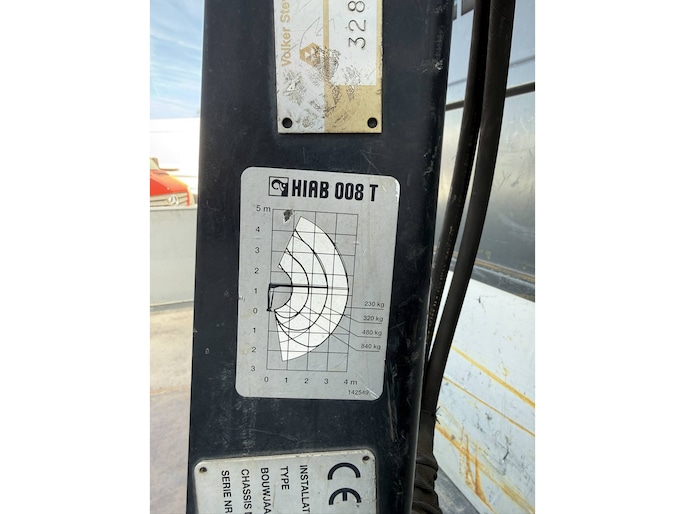 Volker Ste
328
HIAB 008 T
5 m
4
3
2
1
0
1
2
3
230 kg
320 kg
480 kg
840 kg
0 1 2 3 4 m
142549
CE
INSTALLAT
TYPE
BOUWJAA
CHASSIS
SERIE NR